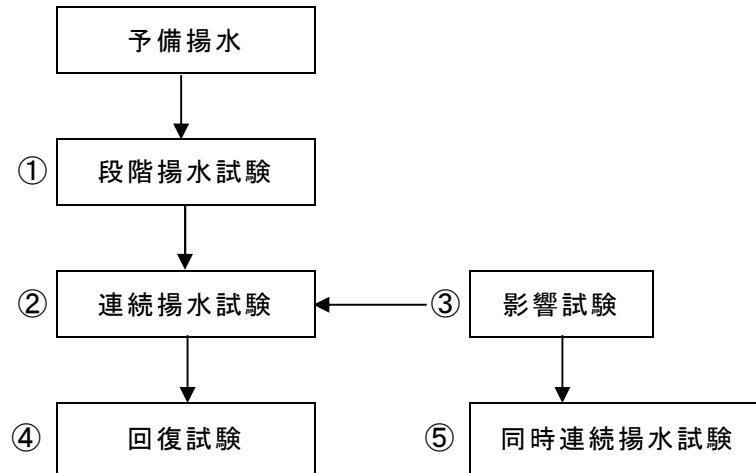 予備揚水
① 段階揚水試験
② 連続揚水試験
③ 影響試験
④ 回復試験
⑤ 同時連続揚水試験